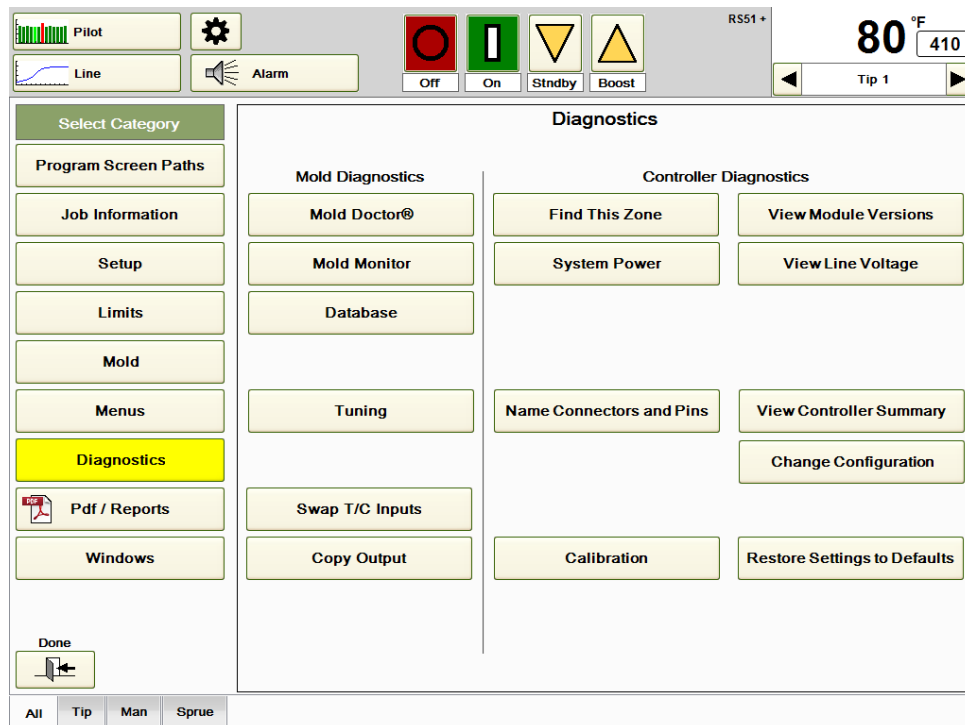 Pilot
Line
Alarm
Off
On
Stndby
Boost
RS51 +
80 °F
410
Tip 1
Select Category
Program Screen Paths
Job Information
Setup
Limits
Mold
Menus
Diagnostics
PDF
Pdf / Reports
Windows
Done
Diagnostics
Mold Diagnostics
Mold Doctor®
Mold Monitor
Database
Tuning
Swap T/C Inputs
Copy Output
Controller Diagnostics
Find This Zone
View Module Versions
System Power
View Line Voltage
Name Connectors and Pins
View Controller Summary
Change Configuration
Calibration
Restore Settings to Defaults
All
Tip
Man
Sprue